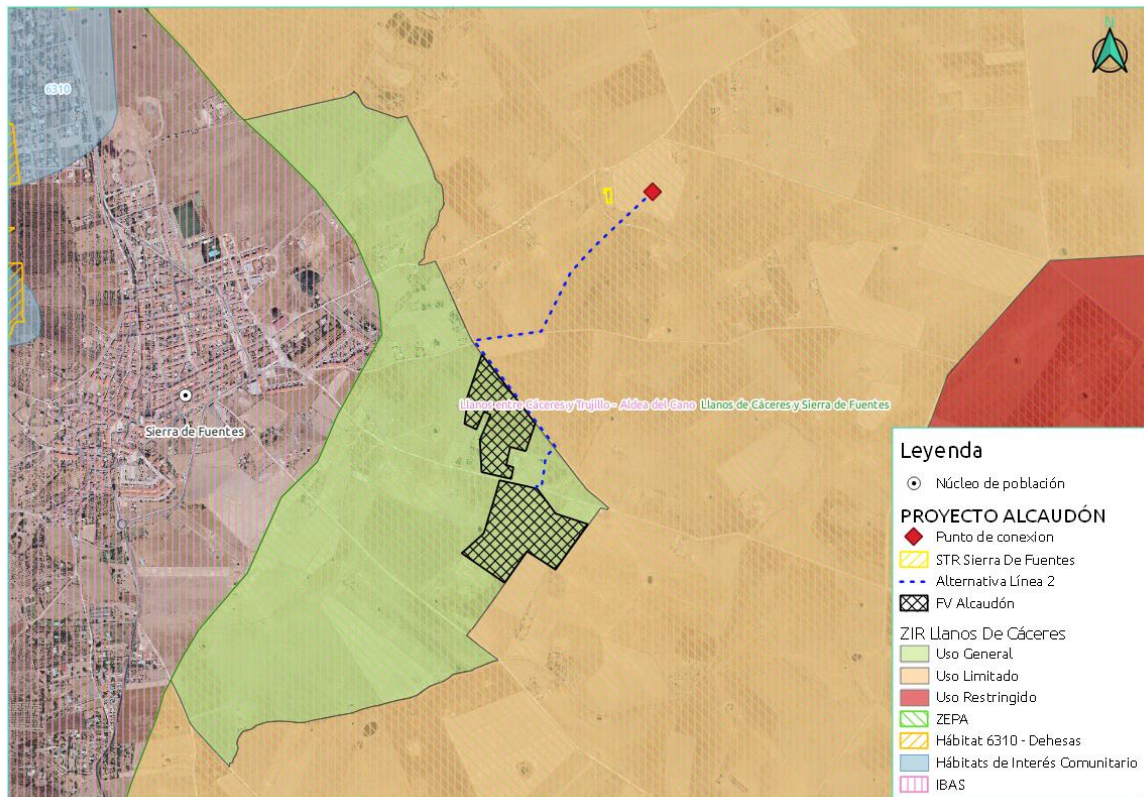 N
6310
Llanos entre Cáceres y Trujillo - Aldea del Cano
Llanos de Cáceres y Sierra de Fuentes
Sierra de Fuentes
Leyenda
Núcleo de población
PROYECTO ALCAUDÓN
Punto de conexion
STR Sierra De Fuentes
Alternativa Línea 2
FV Alcaudón
ZIR Llanos De Cáceres
Uso General
Uso Limitado
Uso Restringido
ZEPA
Hábitat 6310 - Dehesas
Hábitats de Interés Comunitario
IBAS